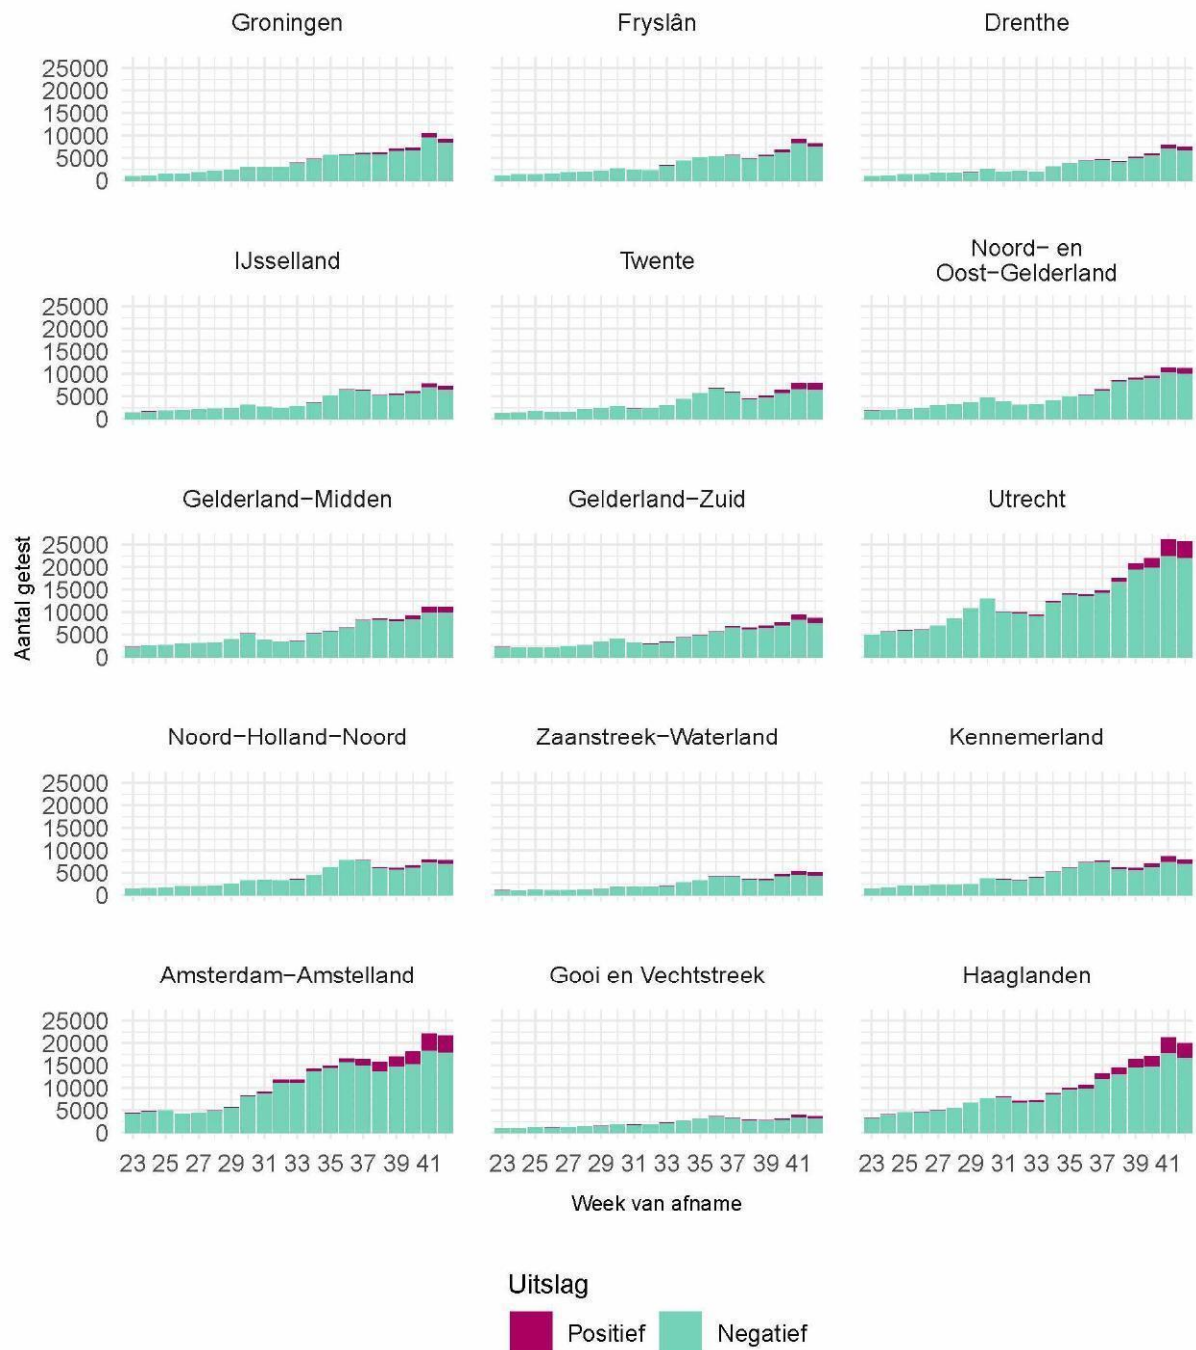 Groningen Fryslân Drenthe
25000
20000
15000
10000
5000
0
IJsselland Twente Noord− en
Oost−Gelderland
25000
20000
15000
10000
5000
0
Gelderland−Midden Gelderland−Zuid Utrecht
Aantal getest
25000
20000
15000
10000
5000
0
Noord−Holland−Noord Zaanstreek−Waterland Kennemerland
25000
20000
15000
10000
5000
0
Amsterdam−Amstelland Gooi en Vechtstreek Haaglanden
25000
20000
15000
10000
5000
0
23 25 27 29 31 33 35 37 39 41 23 25 27 29 31 33 35 37 39 41 23 25 27 29 31 33 35 37 39 41
Week van afname
Uitslag
Positief Negatief